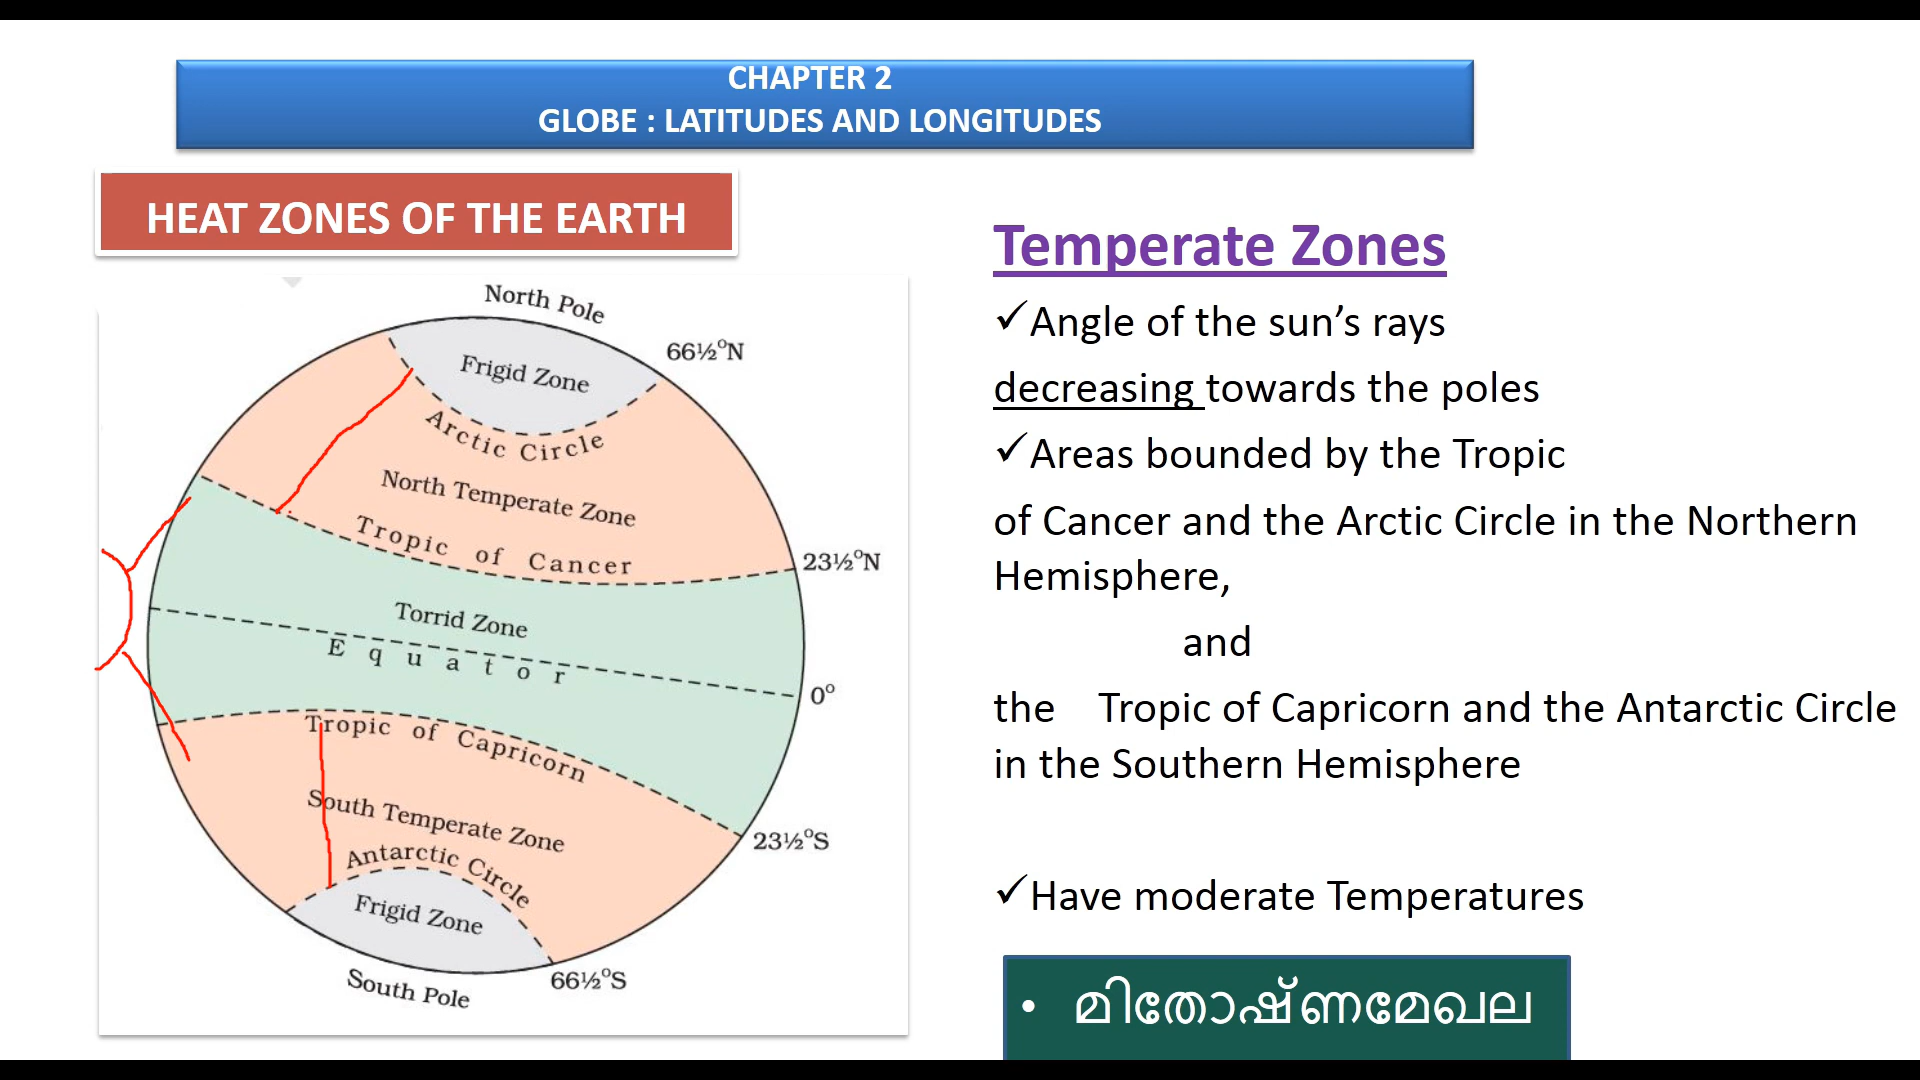 CHAPTER 2
GLOBE : LATITUDES AND LONGITUDES
HEAT ZONES OF THE EARTH
North Pole
66½°N
Frigid Zone
Arctic Circle
North Temperate Zone
Tropic of Cancer
23½°N
Torrid Zone
Equator
0°
Tropic of Capricorn
South Temperate Zone
23½°S
Antarctic Circle
Frigid Zone
66½°S
South Pole
Temperate Zones
✓Angle of the sun’s rays
decreasing towards the poles
✓Areas bounded by the Tropic
of Cancer and the Arctic Circle in the Northern
Hemisphere,
and
the Tropic of Capricorn and the Antarctic Circle
in the Southern Hemisphere
✓Have moderate Temperatures
• മിതോഷ്ണമേഖല